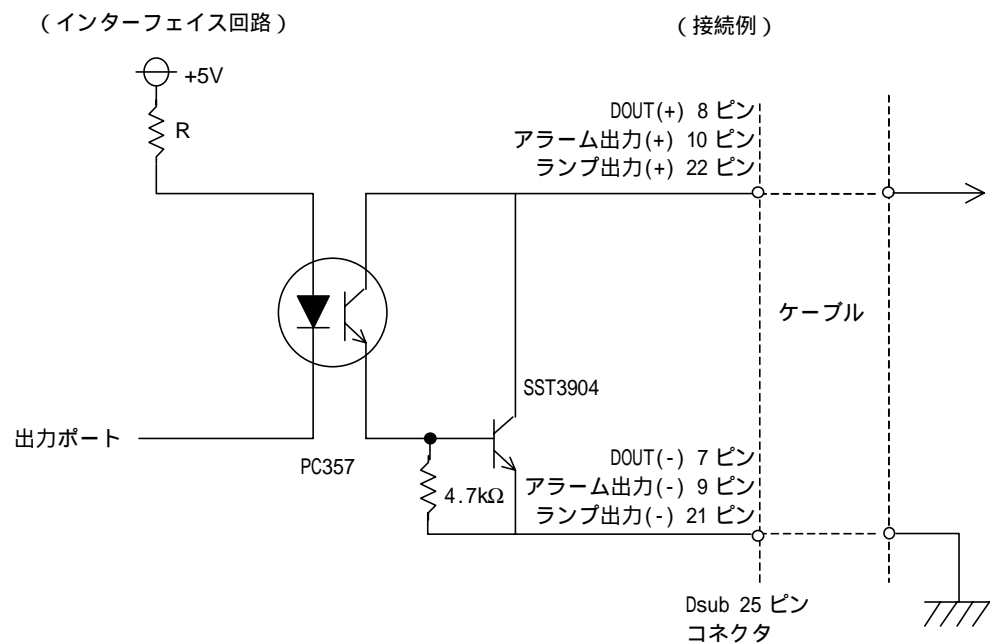 (インターフェイス回路)
(接続例)
+5V
R
DOUT(+) 8 ピン
アラーム出力(+) 10 ピン
ランプ出力(+) 22 ピン
ケーブル
SST3904
出力ポート
PC357
4.7kΩ
DOUT(-) 7 ピン
アラーム出力(-) 9 ピン
ランプ出力(-) 21 ピン
Dsub 25 ピン
コネクタ